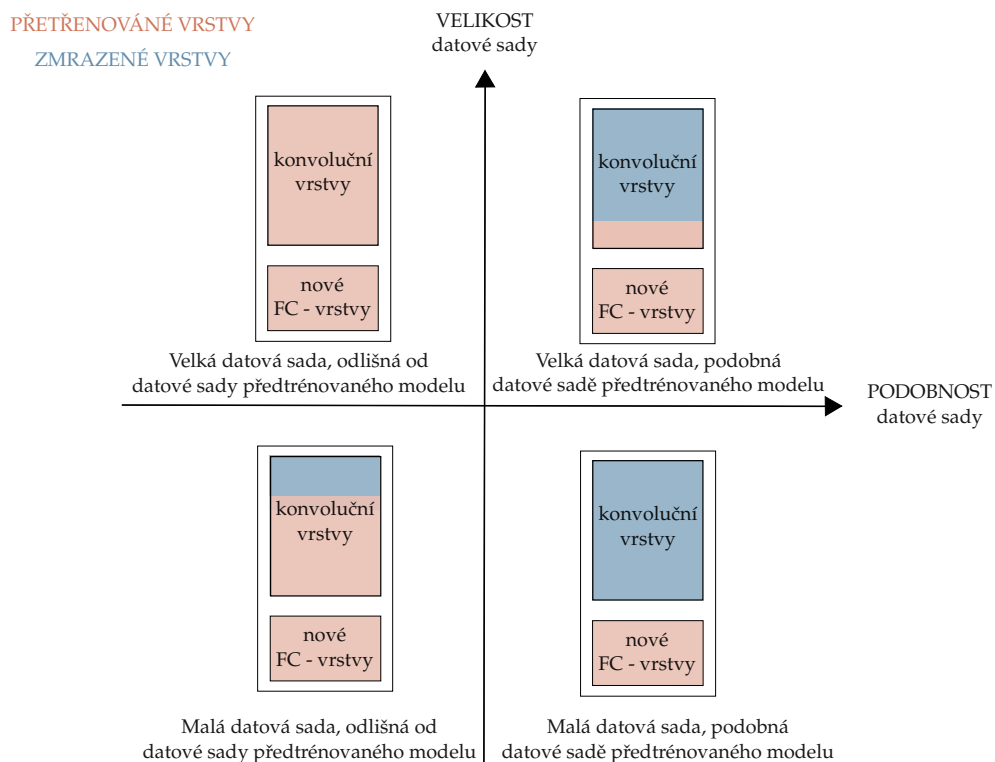 PŘETŘENOVÁNÉ VRSTVY
ZMRAZENÉ VRSTVY
VELIKOST
datové sady
konvoluční
vrstvy
nové
FC - vrstvy
Velká datová sada, odlišná od
datové sady předtrénovaného modelu
konvoluční
vrstvy
nové
FC - vrstvy
Velká datová sada, podobná
datové sadě předtrénovaného modelu
PODOBNOST
datové sady
konvoluční
vrstvy
nové
FC - vrstvy
Malá datová sada, odlišná od
datové sady předtrénovaného modelu
konvoluční
vrstvy
nové
FC - vrstvy
Malá datová sada, podobná
datové sadě předtrénovaného modelu